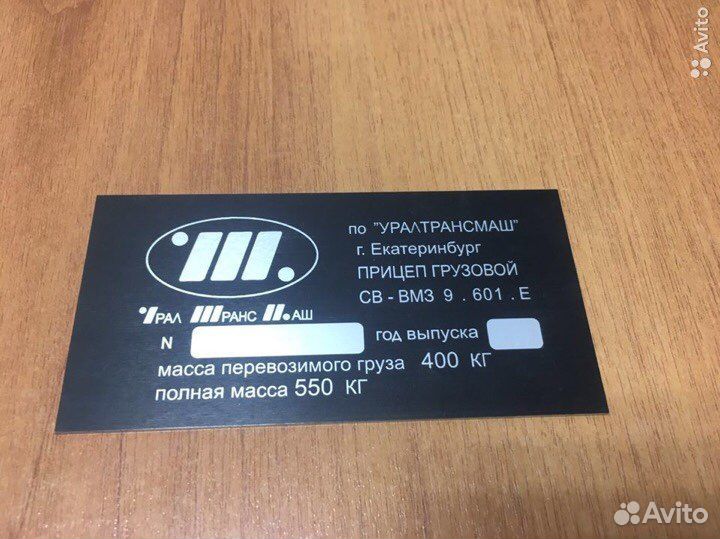 Avito
по "УРАЛТРАНСМАШ"
г. Екатеринбург
ПРИЦЕП ГРУЗОВОЙ
СВ - ВМЗ 9 . 601 . Е
УРАЛ ТРАНС МАШ
N год выпуска
масса перевозимого груза 400 КГ
полная масса 550 КГ
Avito